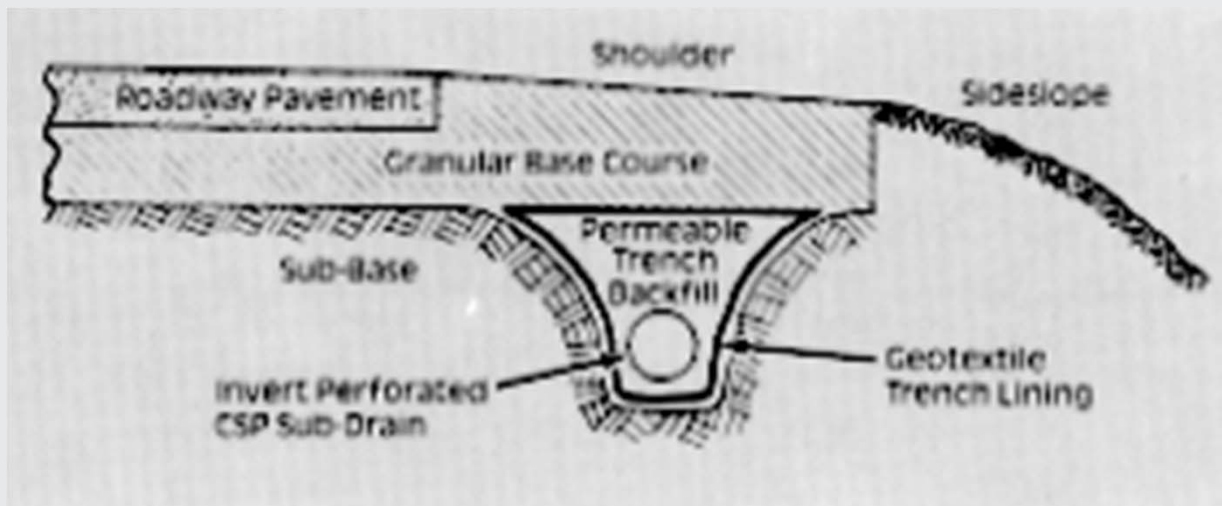 Shoulder
Sideslope
Roadway Pavement
Granular Base Course
Permeable
Trench
Backfill
Sub-Base
Geotextile
Trench Lining
Invert Perforated
CSP Sub-Drain